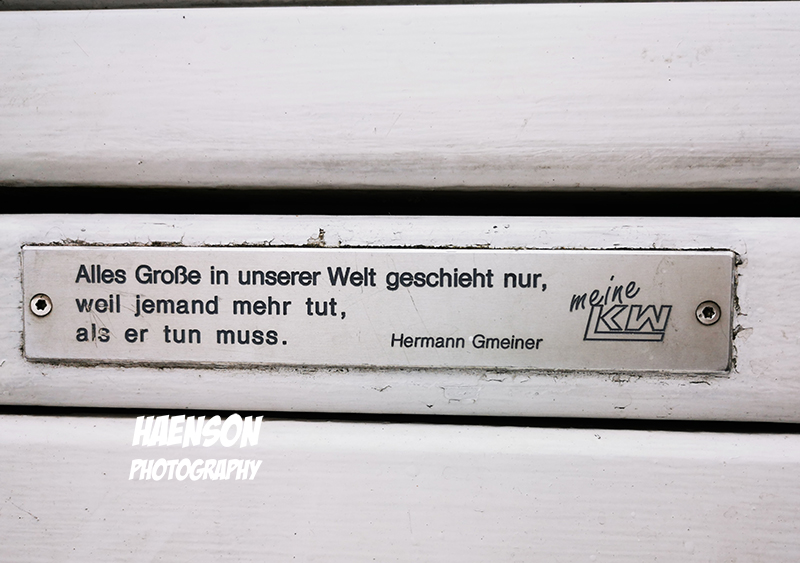 Alles Große in unserer Welt geschieht nur,
weil jemand mehr tut,
als er tun muss.
Hermann Gmeiner
meine
LKW
HAENSON
PHOTOGRAPHY